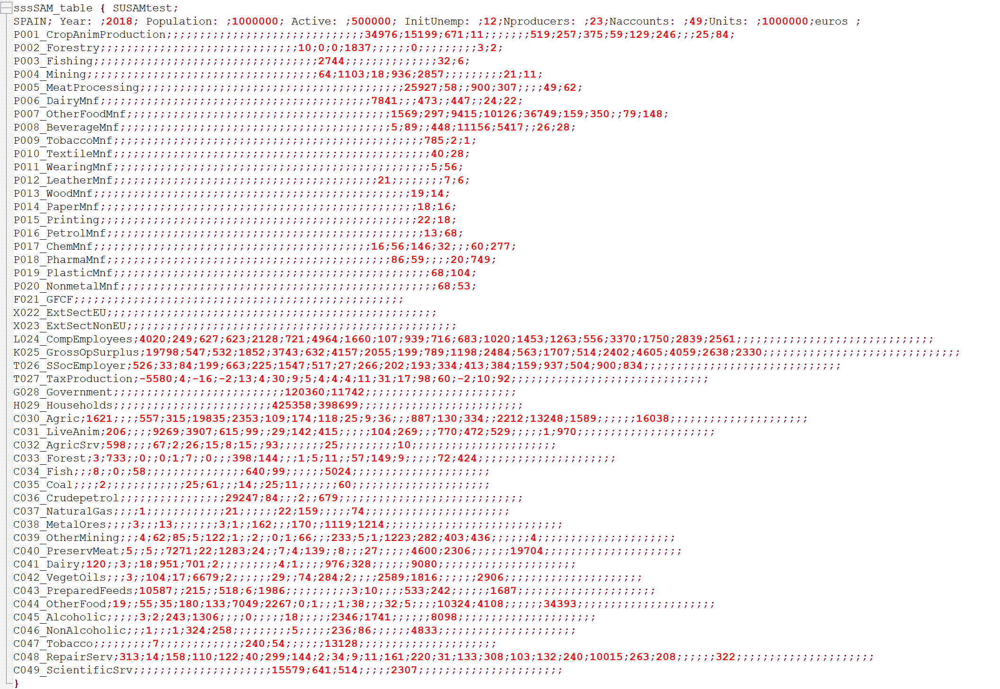 sssSAM_table { SUSAMtest;
SPAIN; Year: ;2018; Population: ;1000000; Active: ;500000; InitUnemp: ;12;Nproducers: ;23;Naccounts: ;49;Units: ;1000000;euros ;
P001_CropAnimProduction;;;;;;;;;;;;;;;;;;;;;;;;;;;;;;34976;15199;671;11;;;;;;;519;257;375;59;129;246;;;25;84;
P002_Forestry;;;;;;;;;;;;;;;;;;;;;;;;;;;;;;10;0;0;1837;;;;;;0;;;;;;;;;3;2;
P003_Fishing;;;;;;;;;;;;;;;;;;;;;;;;;;;;;;;;;;2744;;;;;;;;;;;;;;32;6;
P004_Mining;;;;;;;;;;;;;;;;;;;;;;;;;;;;;;;;;;;64;1103;18;936;2857;;;;;;;;;21;11;
P005_MeatProcessing;;;;;;;;;;;;;;;;;;;;;;;;;;;;;;;;;;;;;;;;25927;58;;900;307;;;;49;62;
P006_DairyMnf;;;;;;;;;;;;;;;;;;;;;;;;;;;;;;;;;;;;;;;;;7841;;;473;;447;;24;22;
P007_OtherFoodMnf;;;;;;;;;;;;;;;;;;;;;;;;;;;;;;;;;;;;;;;;1569;297;9415;10126;36749;159;350;;79;148;
P008_BeverageMnf;;;;;;;;;;;;;;;;;;;;;;;;;;;;;;;;;;;;;;;;;5;89;;448;11156;5417;;26;28;
P009_TobaccoMnf;;;;;;;;;;;;;;;;;;;;;;;;;;;;;;;;;;;;;;;;;;;;;;;785;2;1;
P010_TextileMnf;;;;;;;;;;;;;;;;;;;;;;;;;;;;;;;;;;;;;;;;;;;;;;;;40;28;
P011_WearingMnf;;;;;;;;;;;;;;;;;;;;;;;;;;;;;;;;;;;;;;;;;;;;;;;;5;56;
P012_LeatherMnf;;;;;;;;;;;;;;;;;;;;;;;;;;;;;;;;;;;;;;;;21;;;;;;;;7;6;
P013_WoodMnf;;;;;;;;;;;;;;;;;;;;;;;;;;;;;;;;;;;;;;;;;;;;;;;;19;14;
P014_PaperMnf;;;;;;;;;;;;;;;;;;;;;;;;;;;;;;;;;;;;;;;;;;;;;;;;18;16;
P015_Printing;;;;;;;;;;;;;;;;;;;;;;;;;;;;;;;;;;;;;;;;;;;;;;;;22;18;
P016_PetrolMnf;;;;;;;;;;;;;;;;;;;;;;;;;;;;;;;;;;;;;;;;;;;;;;;;13;68;
P017_ChemMnf;;;;;;;;;;;;;;;;;;;;;;;;;;;;;;;;;;;;;;;;;;16;56;146;32;;;60;277;
P018_PharmaMnf;;;;;;;;;;;;;;;;;;;;;;;;;;;;;;;;;;;;;;;;;;;86;59;;;;20;749;
P019_PlasticMnf;;;;;;;;;;;;;;;;;;;;;;;;;;;;;;;;;;;;;;;;;;;;;;;;68;104;
P020_NonmetalMnf;;;;;;;;;;;;;;;;;;;;;;;;;;;;;;;;;;;;;;;;;;;;;;;;68;53;
F021_GFCF;;;;;;;;;;;;;;;;;;;;;;;;;;;;;;;;;;;;;;;;;;;;;;;;;;
X022_ExtSectEU;;;;;;;;;;;;;;;;;;;;;;;;;;;;;;;;;;;;;;;;;;;;;;;;;;
X023_ExtSectNonEU;;;;;;;;;;;;;;;;;;;;;;;;;;;;;;;;;;;;;;;;;;;;;;;;;;
L024_CompEmployees;4020;249;627;623;2128;721;4964;1660;107;939;716;683;1020;1453;1263;556;3370;1750;2839;2561;;;;;;;;;;;;;;;;;;;;;;;;;;;;;;
K025_GrossOpSurplus;19798;547;532;1852;3743;632;4157;2055;199;789;1198;2484;563;1707;514;2402;4605;4059;2638;2330;;;;;;;;;;;;;;;;;;;;;;;;;;;;;;
T026_SSocEmployer;526;33;84;199;663;225;1547;517;27;266;202;193;334;413;384;159;937;504;900;834;;;;;;;;;;;;;;;;;;;;;;;;;;;;;;
T027_TaxProduction;-5580;4;-16;-2;13;4;30;9;5;4;4;4;11;31;17;98;60;-2;10;92;;;;;;;;;;;;;;;;;;;;;;;;;;;;;;
G028_Government;;;;;;;;;;;;;;;;;;;;;;;;;;120360;11742;;;;;;;;;;;;;;;;;;;;;;;
H029_Households;;;;;;;;;;;;;;;;;;;;;;;;425358;398699;;;;;;;;;;;;;;;;;;;;;;;;;
C030_Agric;1621;;;;557;315;19835;2353;109;174;118;25;9;36;;;887;130;334;;2212;13248;1589;;;;;;16038;;;;;;;;;;;;;;;;;;;;;
C031_LiveAnim;206;;;;9269;3907;615;99;;29;142;415;;;;;104;269;;;770;472;529;;;;;1;970;;;;;;;;;;;;;;;;;;;;;
C032_AgricSrv;598;;;;67;2;26;15;8;15;;93;;;;;;;25;;;;;;;;;10;;;;;;;;;;;;;;;;;;;;;;
C033_Forest;3;733;;0;;0;1;7;;0;;;398;144;;;1;5;11;;57;149;9;;;;;72;424;;;;;;;;;;;;;;;;;;;;;
C034_Fish;;;8;;0;;58;;;;;;;;;;;;;;;640;99;;;;;;5024;;;;;;;;;;;;;;;;;;;;;
C035_Coal;;;;2;;;;;;;;;;;;25;61;;;14;;25;11;;;;;;60;;;;;;;;;;;;;;;;;;;;;
C036_Crudepetrol;;;;;;;;;;;;;;;;29247;84;;;2;;679;;;;;;;;;;;;;;;;;;;;;;;;;;;;
C037_NaturalGas;;;;1;;;;;;;;;;;;21;;;;;;22;159;;;;;74;;;;;;;;;;;;;;;;;;;;;;
C038_MetalOres;;;;3;;;13;;;;;;;3;1;;162;;;170;;1119;1214;;;;;;;;;;;;;;;;;;;;;;;;;;;
C039_OtherMining;;;4;62;85;5;122;1;;2;;0;1;66;;;233;5;1;1223;282;403;436;;;;;;4;;;;;;;;;;;;;;;;;;;;;
C040_PreservMeat;5;;5;;7271;22;1283;24;;7;4;139;;8;;;27;;;;;4600;2306;;;;;;19704;;;;;;;;;;;;;;;;;;;;;
C041_Dairy;120;;3;;18;951;701;2;;;;;;;;;4;1;;;;976;328;;;;;;9080;;;;;;;;;;;;;;;;;;;;;
C042_VegetOils;;;3;;104;17;6679;2;;;;;;29;;74;284;2;;;;2589;1816;;;;;;2906;;;;;;;;;;;;;;;;;;;;;
C043_PreparedFeeds;10587;;215;;518;6;1986;;;;;;;;;;3;10;;;;533;242;;;;;;1687;;;;;;;;;;;;;;;;;;;;;
C044_OtherFood;19;;55;35;180;133;7049;2267;0;1;;;1;38;;;32;5;;;;10324;4108;;;;;;34393;;;;;;;;;;;;;;;;;;;;;
C045_Alcoholic;;;;;3;2;243;1306;;;;0;;;;;18;;;;;2346;1741;;;;;;8098;;;;;;;;;;;;;;;;;;;;;
C046_NonAlcoholic;;;1;;;1;324;258;;;;;;;;;5;;;;;236;86;;;;;;4833;;;;;;;;;;;;;;;;;;;;;
C047_Tobacco;;;;;;;;;7;;;;;;;;;;;;;240;54;;;;;;13128;;;;;;;;;;;;;;;;;;;;;
C048_RepairServ;313;14;158;110;122;40;299;144;2;34;9;11;161;220;31;133;308;103;132;240;10015;263;208;;;;;;322;;;;;;;;;;;;;;;;;;;;;
C049_ScientificSrv;;;;;;;;;;;;;;;;;;;;;15579;641;514;;;;;2307;;;;;;;;;;;;;;;;;;;;;;
}